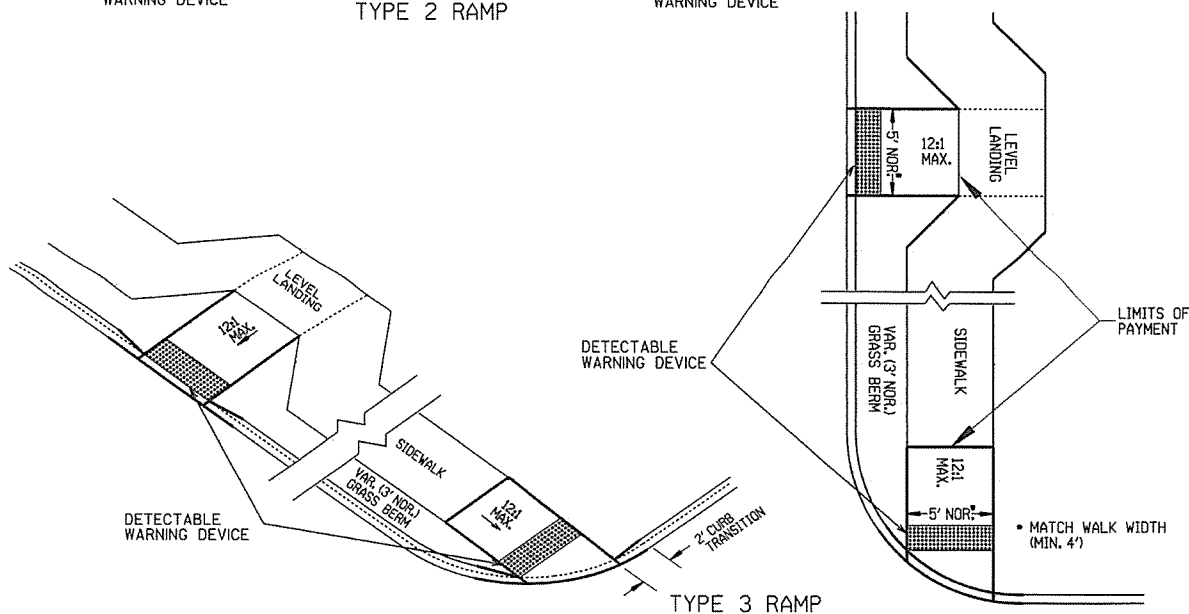 WARNING DEVICE
TYPE 2 RAMP
WARNING DEVICE
LEVEL
LANDING
12:1
MAX.
SIDEWALK
VAR. (3' NOR.)
GRASS BERM
12:1
MAX.
DETECTABLE
WARNING DEVICE
2' CURB
TRANSITION
TYPE 3 RAMP
5' NOR.*
12:1
MAX.
LEVEL
LANDING
LIMITS OF
PAYMENT
DETECTABLE
WARNING DEVICE
VAR. (3' NOR.)
GRASS BERM
SIDEWALK
12:1
MAX.
5' NOR.*
* MATCH WALK WIDTH
(MIN. 4')